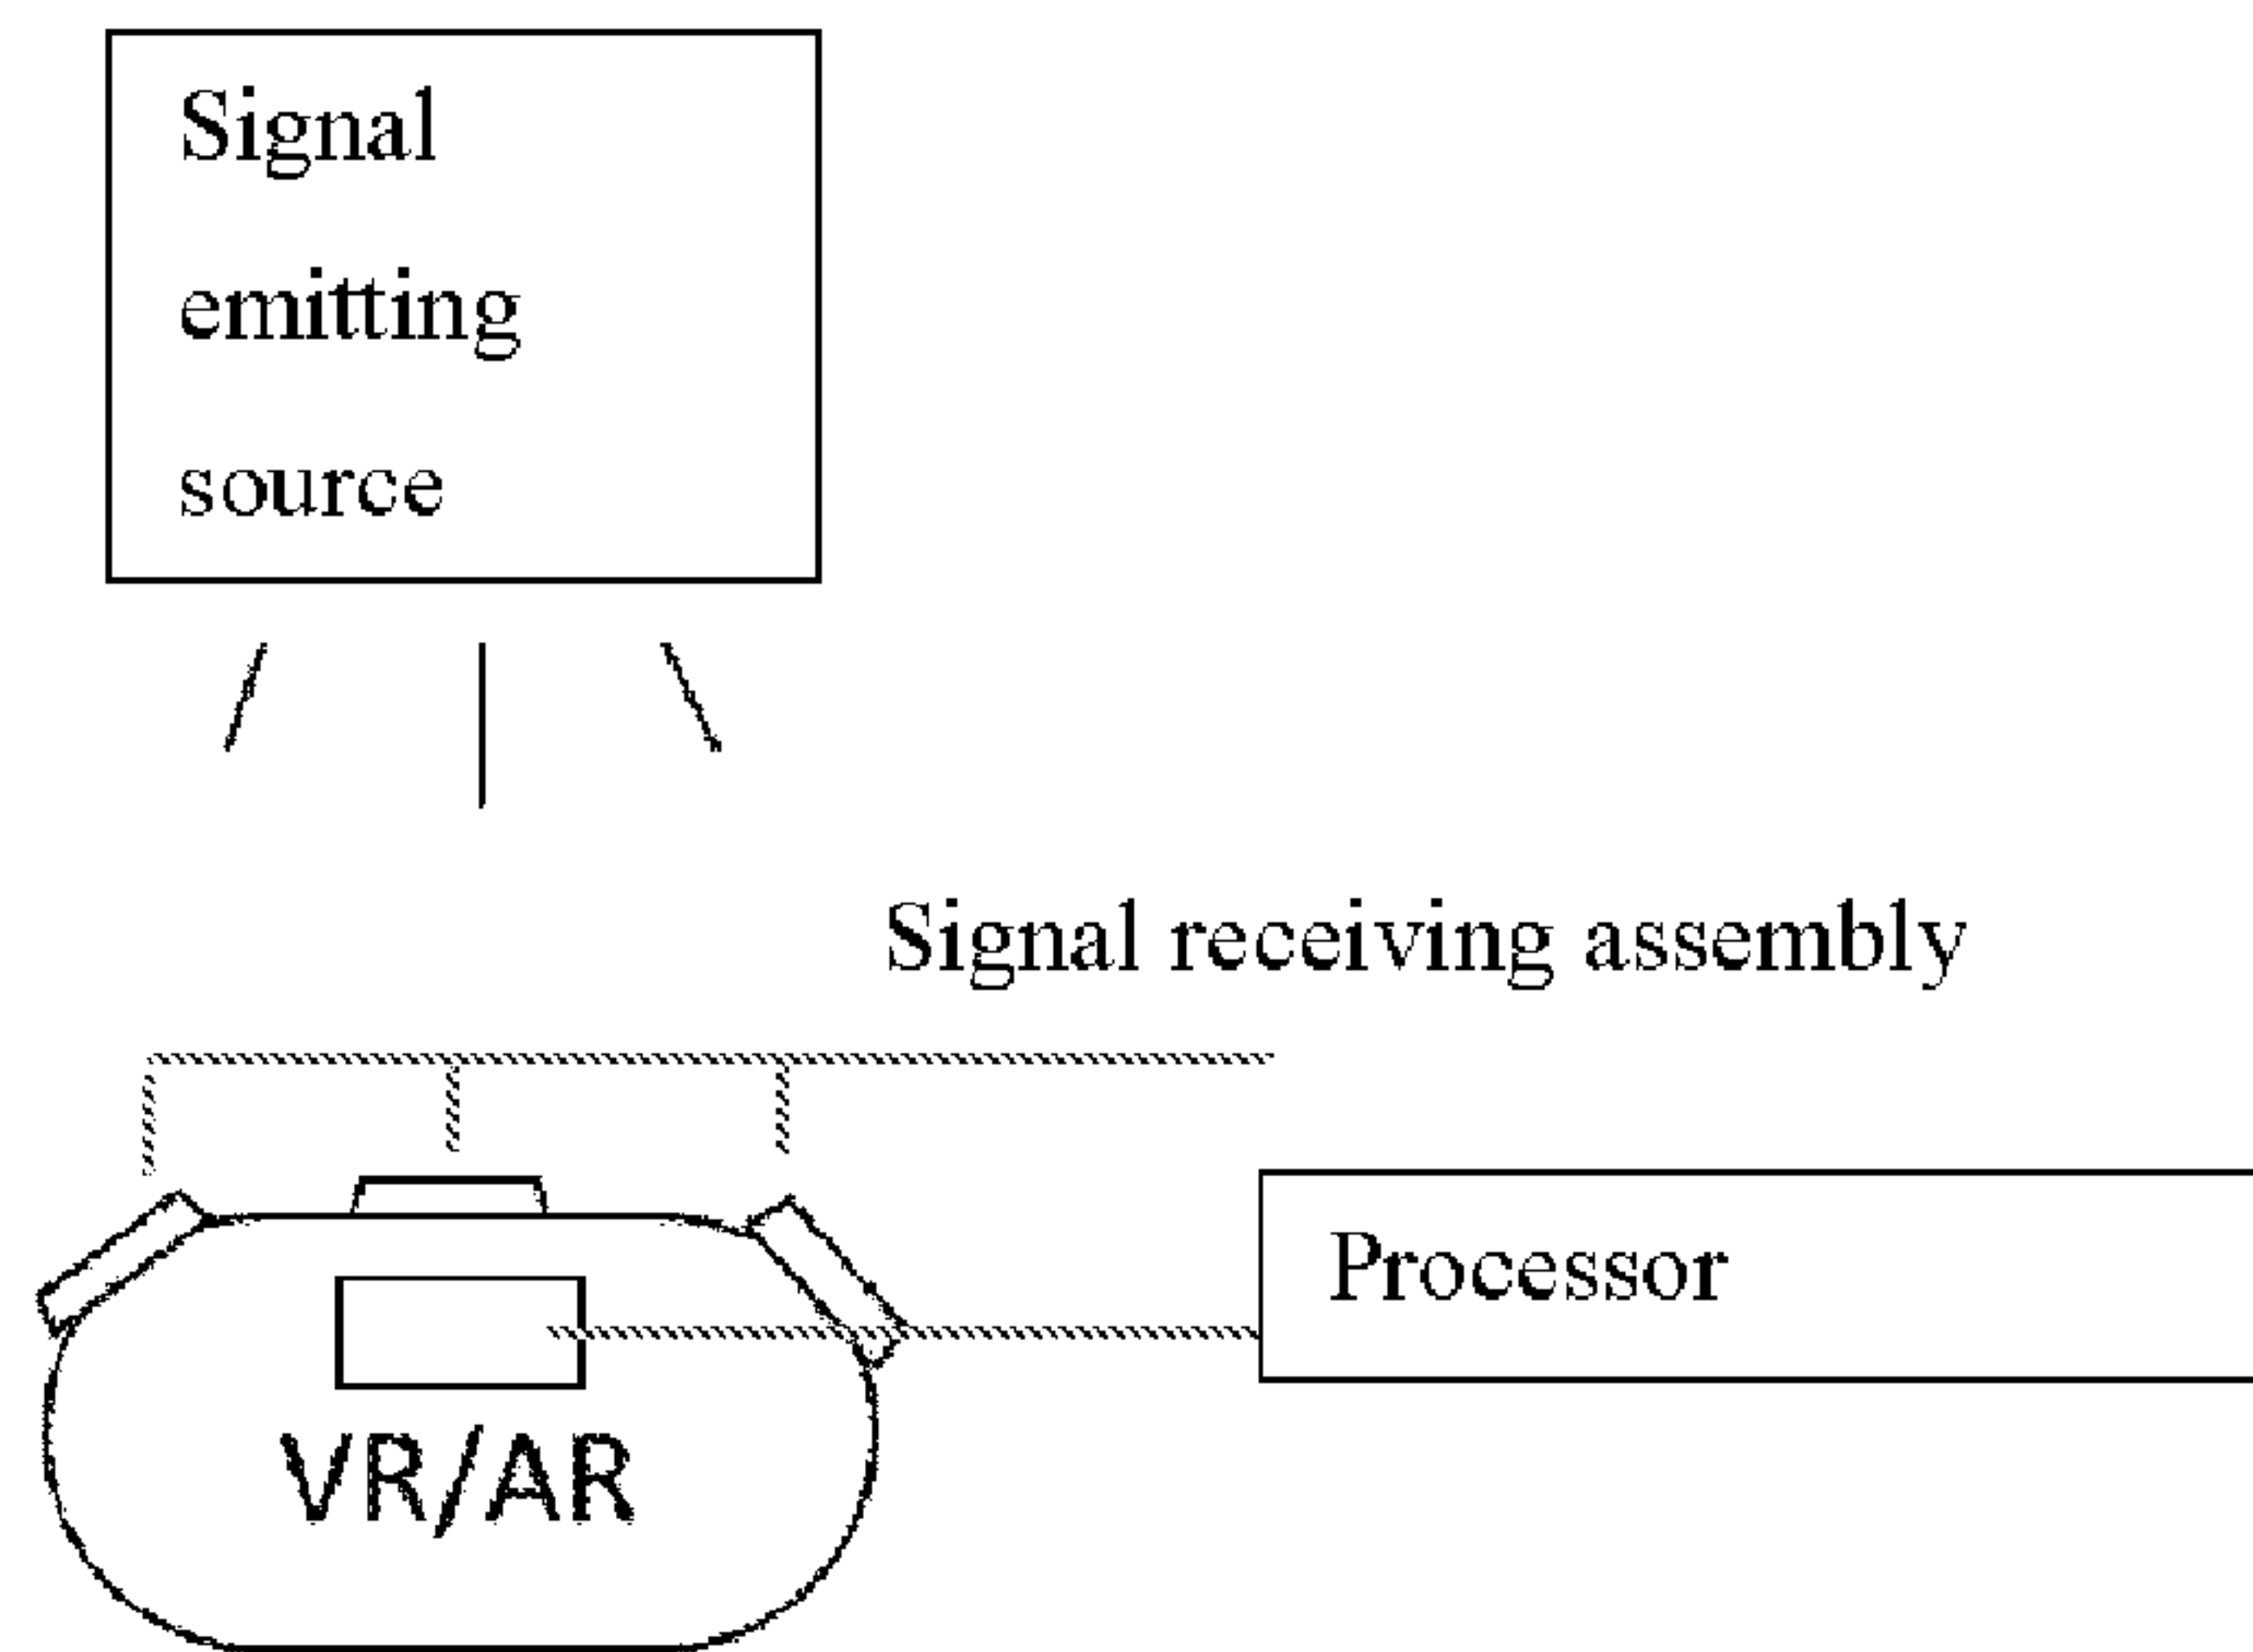 Signal
emitting
source
Signal receiving assembly
Processor
VR/AR